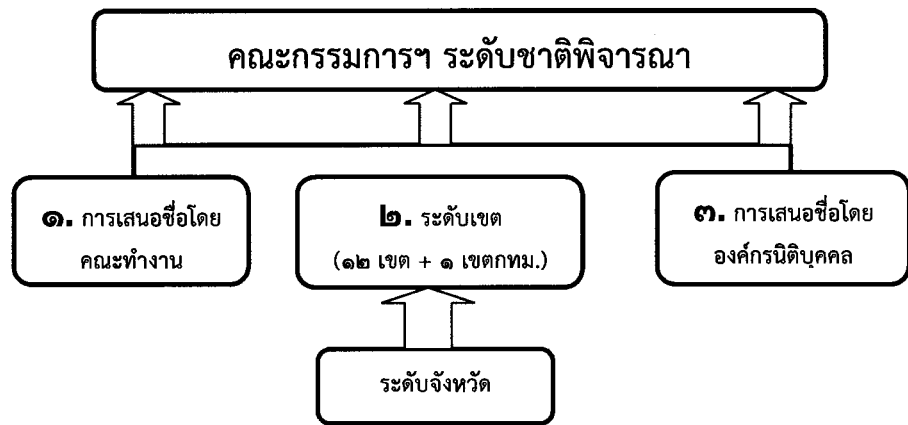 คณะกรรมการฯ ระดับชาติพิจารณา
๑. การเสนอชื่อโดย
คณะทำงาน
๒. ระดับเขต
(๑๒ เขต + ๑ เขตกทม.)
๓. การเสนอชื่อโดย
องค์กรนิติบุคคล
ระดับจังหวัด